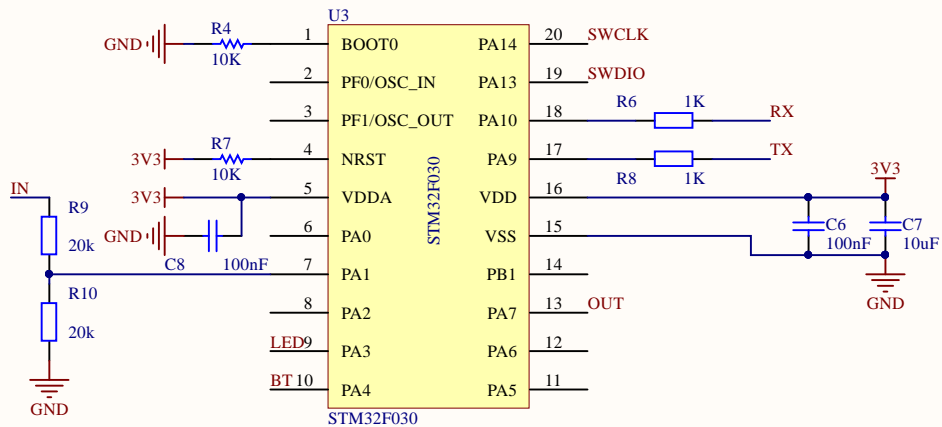 U3
GND
R4
10K
1
BOOT0
PA14
20
SWCLK
2
PF0/OSC_IN
PA13
19
SWDIO
3
PF1/OSC_OUT
PA10
18
R6
1K
RX
3V3
R7
10K
4
NRST
PA9
17
R8
1K
TX
IN
3V3
5
VDDA
VDD
16
3V3
R9
20k
GND
C8
100nF
6
PA0
VSS
15
C6
100nF
C7
10uF
7
PA1
PB1
14
GND
R10
20k
8
PA2
PA7
13
OUT
LED
9
PA3
PA6
12
BT
10
PA4
PA5
11
GND
STM32F030
STM32F030